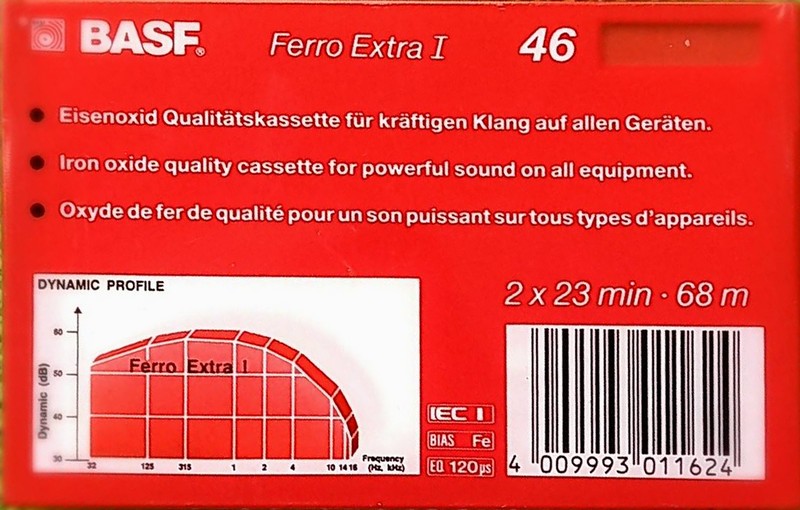 BASF® Ferro Extra I 46
● Eisenoxid Qualitätskassette für kräftigen Klang auf allen Geräten.
● Iron oxide quality cassette for powerful sound on all equipment.
● Oxyde de fer de qualité pour un son puissant sur tous types d'appareils.
DYNAMIC PROFILE
2 x 23 min · 68 m
60
Ferro Extra I
50
Dynamic (dB)
40
30
32 125 315 1 2 4 10 14 16
Frequency
(Hz, kHz)
IEC I
BIAS Fe
EQ 120µs
4 009993 011624